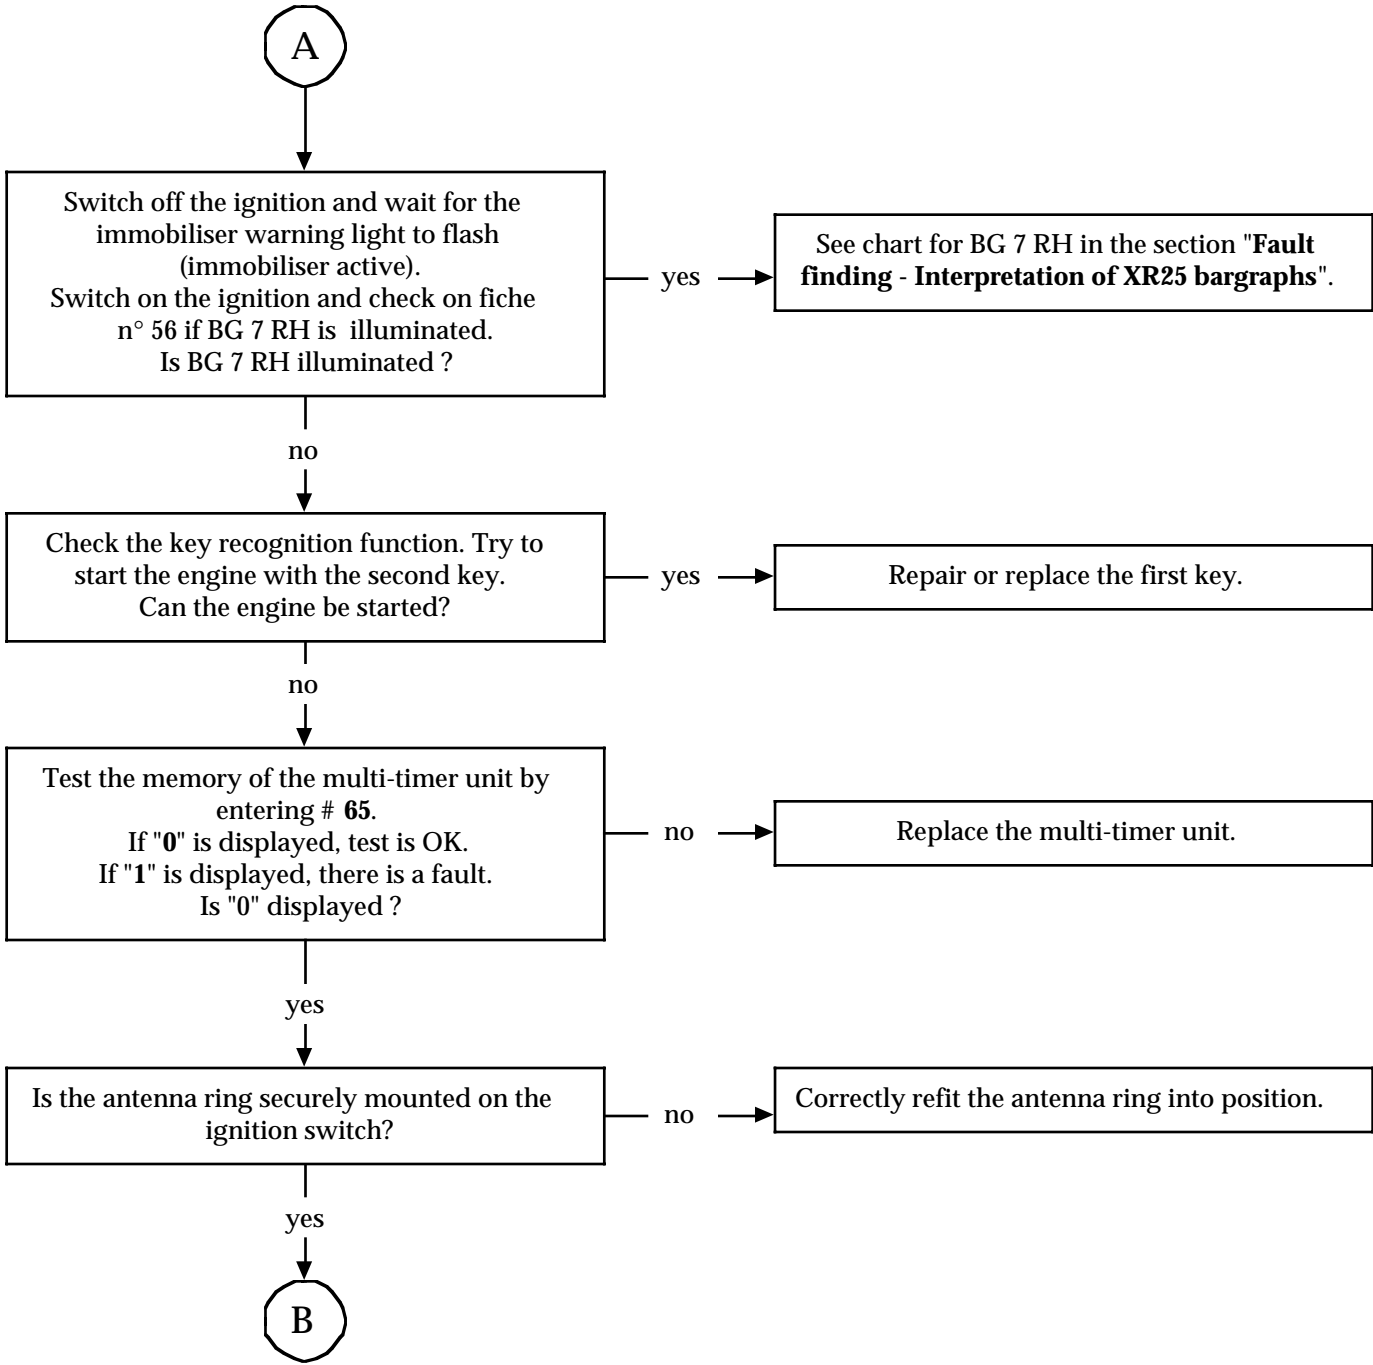 A
Switch off the ignition and wait for the
immobiliser warning light to flash
(immobiliser active).
Switch on the ignition and check on fiche
n° 56 if BG 7 RH is illuminated.
Is BG 7 RH illuminated ?
yes
See chart for BG 7 RH in the section "Fault
finding - Interpretation of XR25 bargraphs".
no
Check the key recognition function. Try to
start the engine with the second key.
Can the engine be started?
yes
Repair or replace the first key.
no
Test the memory of the multi-timer unit by
entering # 65.
If "0" is displayed, test is OK.
If "1" is displayed, there is a fault.
Is "0" displayed ?
no
Replace the multi-timer unit.
yes
Is the antenna ring securely mounted on the
ignition switch?
no
Correctly refit the antenna ring into position.
yes
B